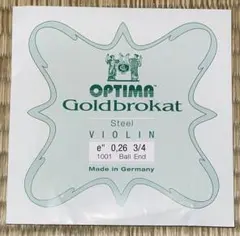 OPTIMA
Goldbrokat
Steel
VIOLIN
e" 0,26 3/4
1001 Ball End
Made in Germany